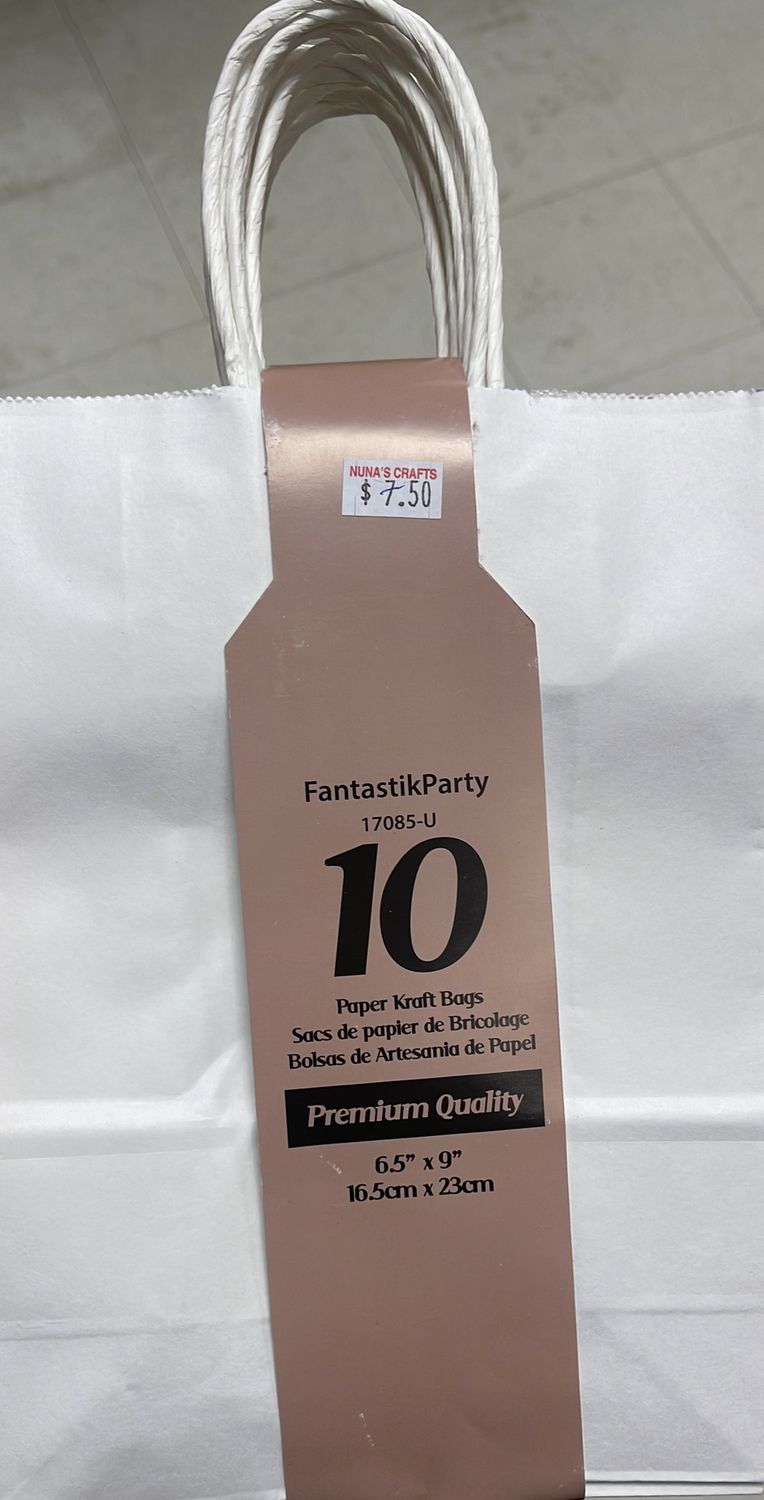 NUNA'S CRAFTS
$ 7.50
FantastikParty
17085-U
10
Paper Kraft Bags
Sacs de papier de Bricolage
Bolsas de Artesania de Papel
Premium Quality
6.5” x 9”
16.5cm x 23cm